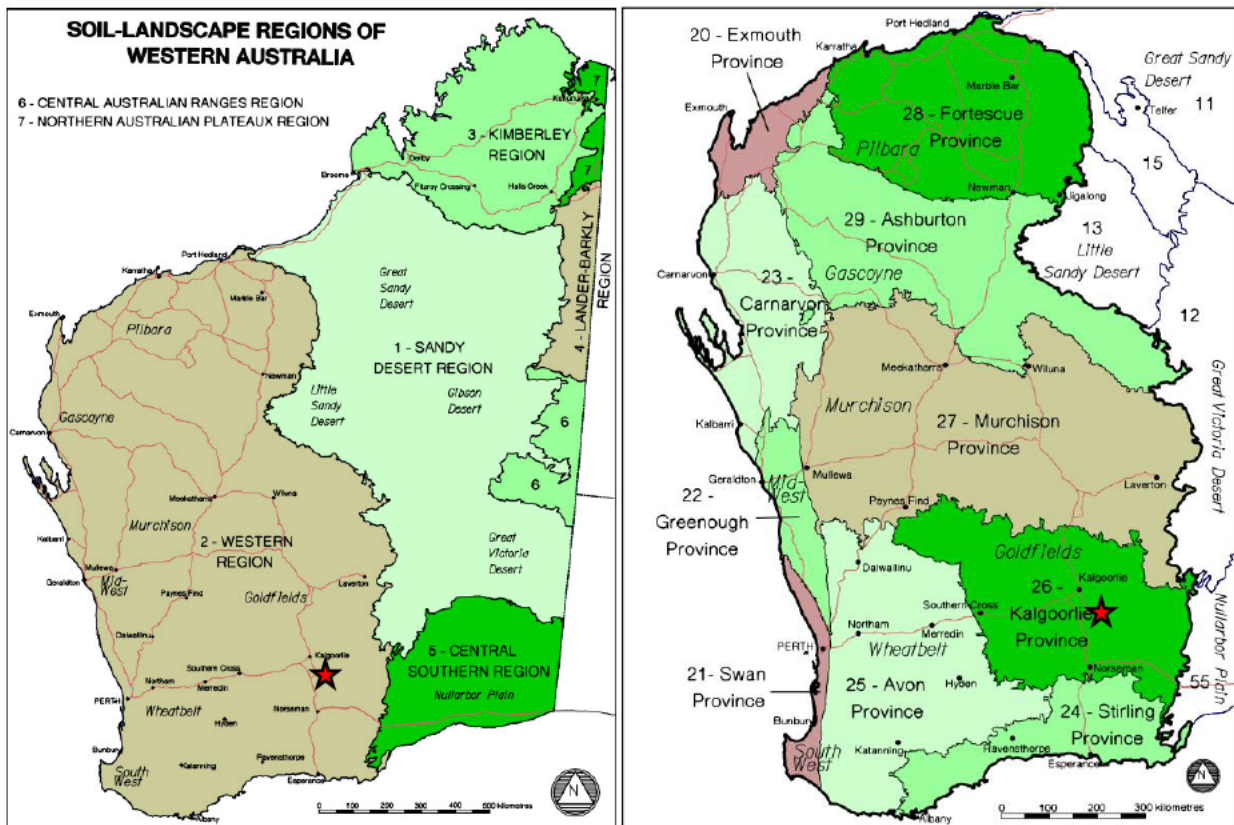 SOIL-LANDSCAPE REGIONS OF
WESTERN AUSTRALIA
6 - CENTRAL AUSTRALIAN RANGES REGION
7 - NORTHERN AUSTRALIAN PLATEAUX REGION
7
Kununurra
3 - KIMBERLEY
REGION
Derby
Broome
Fitzroy Crossing
Halls Creek
7
4 - LANDER-BARKLY
REGION
Port Hedland
Karratha
Great
Sandy
Desert
Marble Bar
Exmouth
Pilbara
1 - SANDY
DESERT REGION
Newman
Little
Sandy
Desert
Gibson
Desert
6
Gascoyne
Carnarvon
6
Meekatharra
Wiluna
Murchison
Great
Victoria
Desert
Kalbarri
2 - WESTERN
REGION
Mullewa
Geraldton
Mid-
West
Laverton
Paynes Find
Goldfields
Dalwallinu
Kalgoorlie
Southern Cross
5 - CENTRAL
SOUTHERN REGION
Nullarbor Plain
Northam
Merredin
PERTH
Wheatbelt
Norseman
Hyden
Bunbury
Ravensthorpe
Katanning
South
West
Esperance
Albany
0 100 200 300 400 500 kilometres
N
20 - Exmouth
Province
Port Hedland
Karratha
Great Sandy
Desert
11
Marble Bar
Telfer
Exmouth
28 - Fortescue
Province
Pilbara
15
Newman
Jigalong
29 - Ashburton
Province
13
Little
Sandy Desert
Gascoyne
Carnarvon
23 -
Carnarvon
Province
12
Meekatharra
Wiluna
Murchison
Great Victoria Desert
Kalbarri
27 - Murchison
Province
Mullewa
Geraldton
Mid-
West
Laverton
22 -
Greenough
Province
Paynes Find
Goldfields
Dalwallinu
Kalgoorlie
26 -
Kalgoorlie
Province
Southern Cross
Northam
Merredin
Nullarbor Plain
PERTH
Wheatbelt
Norseman
55
21 - Swan
Province
25 - Avon
Province
Hyden
24 - Stirling
Province
Bunbury
Katanning
Ravensthorpe
South
West
Esperance
Albany
0 100 200 300 kilometres
N